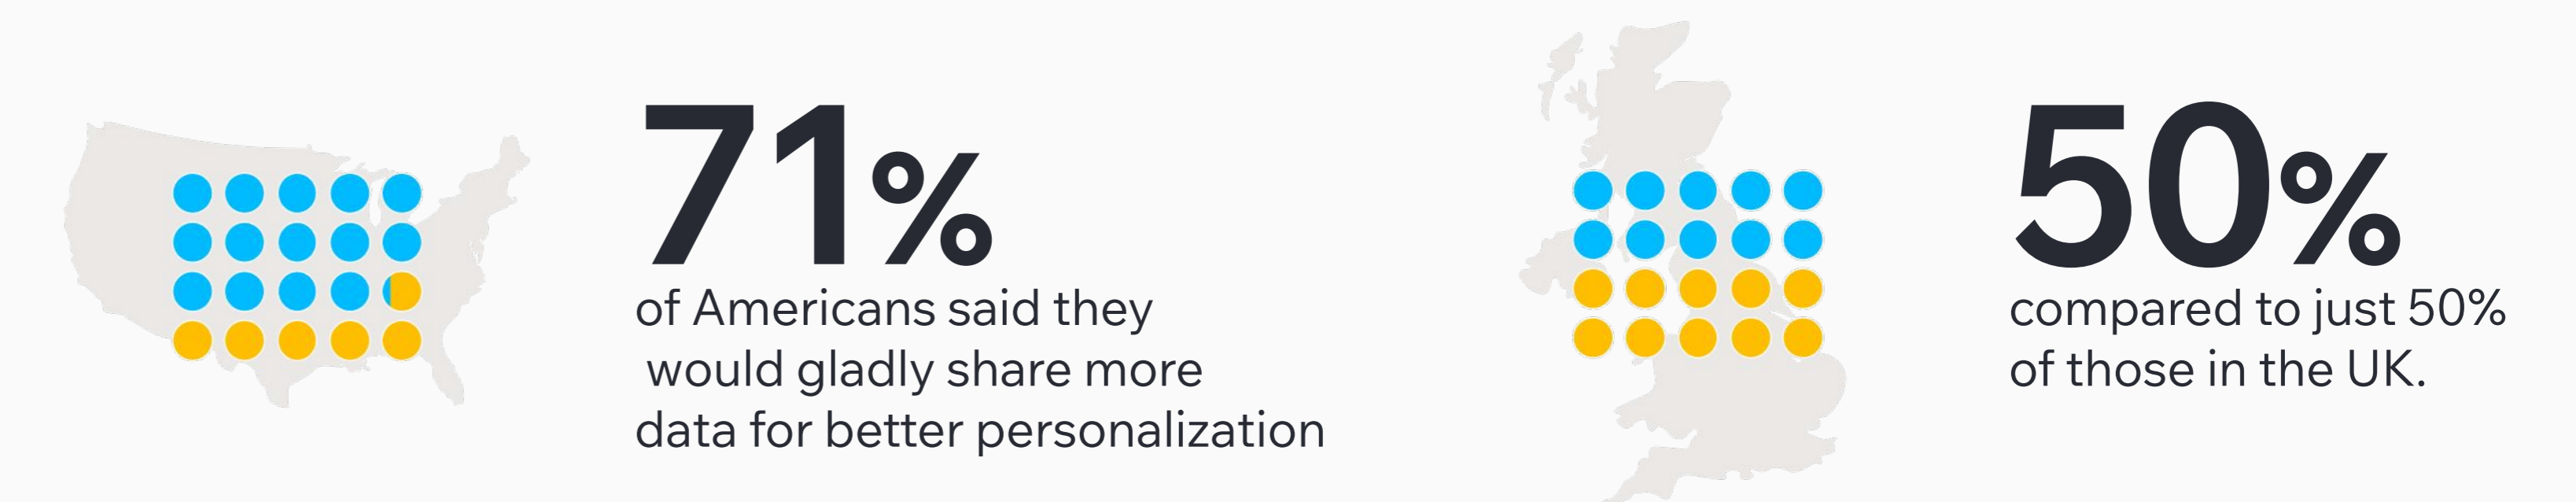 71%
of Americans said they
would gladly share more
data for better personalization
50%
compared to just 50%
of those in the UK.